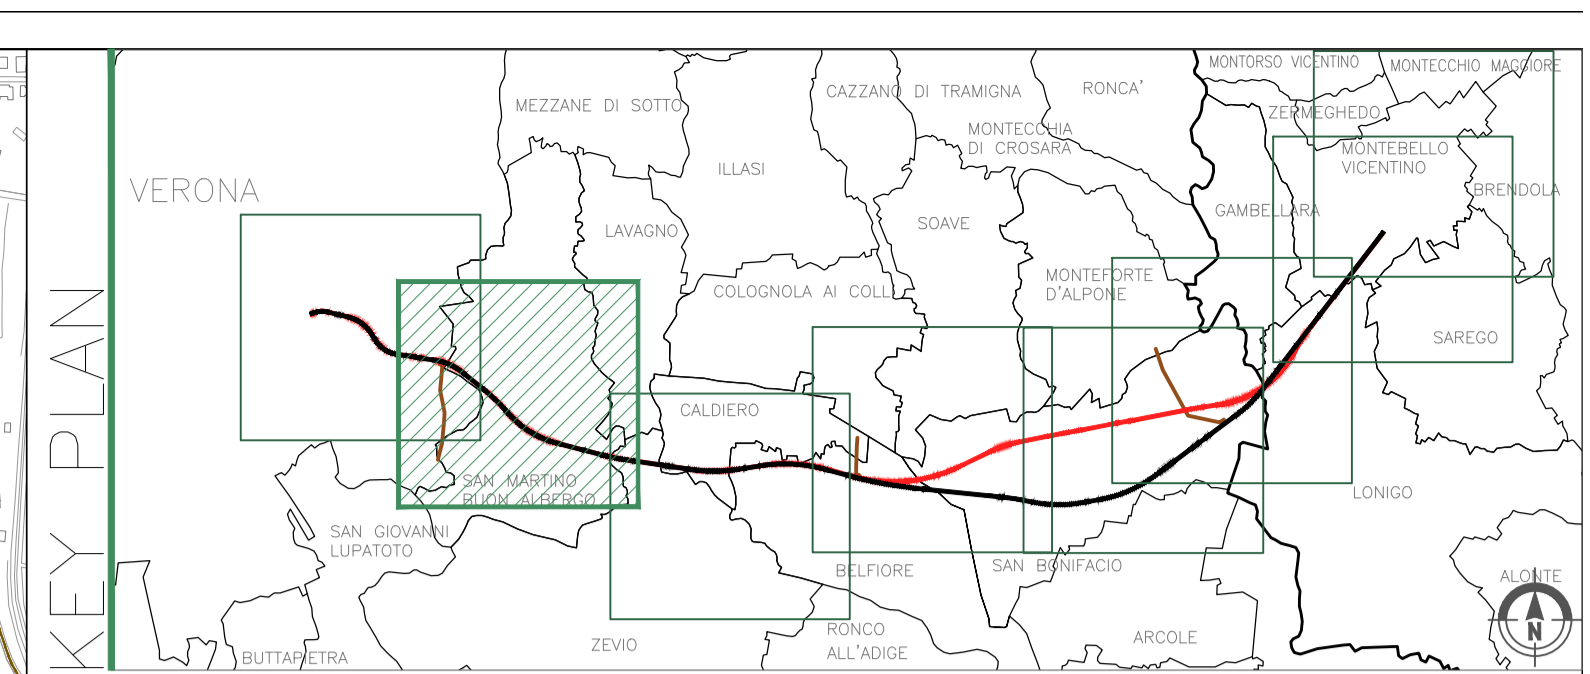 KEY PLAN
MONTORSO VICENTINO
MONTECCHIO MAGGIORE
MEZZANE DI SOTTO
CAZZANO DI TRAMIGNA
RONCA'
ZERMEGHEDO
MONTECCHIA
DI CROSARA
MONTEBELLO
VICENTINO
ILLASI
VERONA
BRENDOLA
LAVAGNO
SOAVE
GAMBELLARA
MONTEFORTE
D'ALPONE
COLOGNOLA AI COLLI
SAREGO
CALDIERO
SAN MARTINO
BUON ALBERGO
LONIGO
SAN GIOVANNI
LUPATOTO
BELFIORE
SAN BONIFACIO
ALONTE
N
RONCO
ALL'ADIGE
ARCOLE
ZEVIO
BUTTAPIETRA